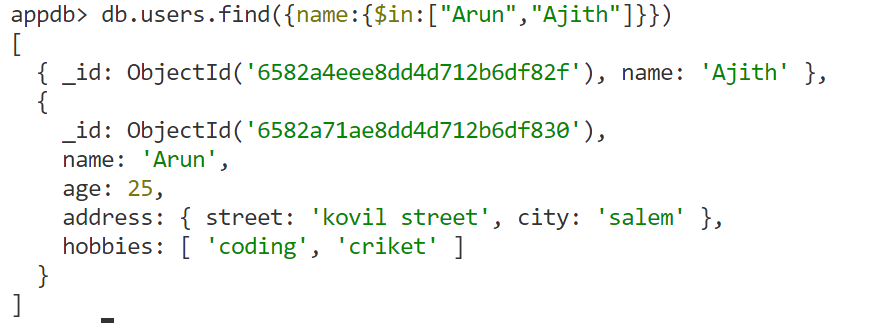 appdb> db.users.find({name:{$in:["Arun","Ajith"]}})
[
  { _id: ObjectId('6582a4eee8dd4d712b6df82f'), name: 'Ajith' },
  {
    _id: ObjectId('6582a71ae8dd4d712b6df830'),
    name: 'Arun',
    age: 25,
    address: { street: 'kovil street', city: 'salem' },
    hobbies: [ 'coding', 'criket' ]
  }
]